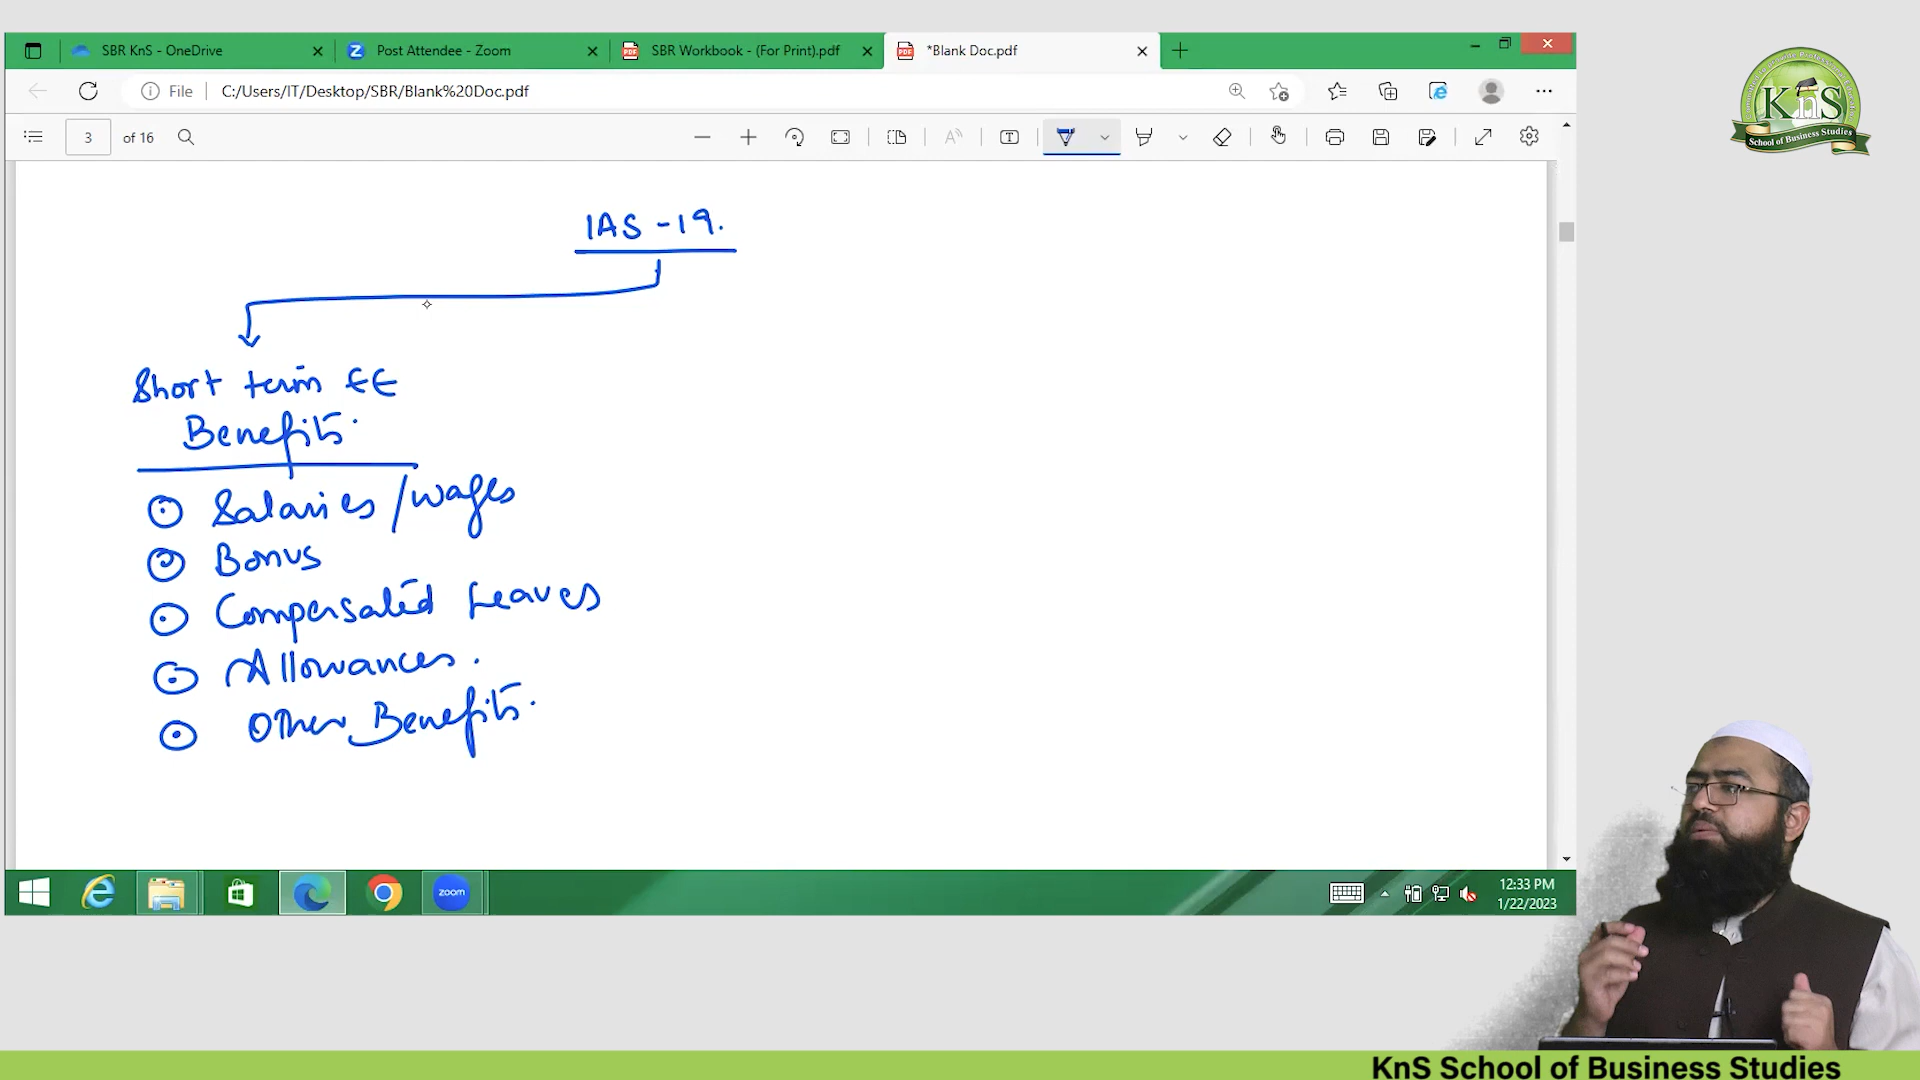 SBR KnS - OneDrive
Post Attendee - Zoom
SBR Workbook - (For Print).pdf
*Blank Doc.pdf
File
C:/Users/IT/Desktop/SBR/Blank%20Doc.pdf
3 of 16
KnS
School of Business Studies
IAS-19.
Short term EE
Benefits.
Salaries/wages
Bonus
Compensated Leaves
Allowances.
Other Benefits.
zoom
12:33 PM
1/22/2023
KnS School of Business Studies